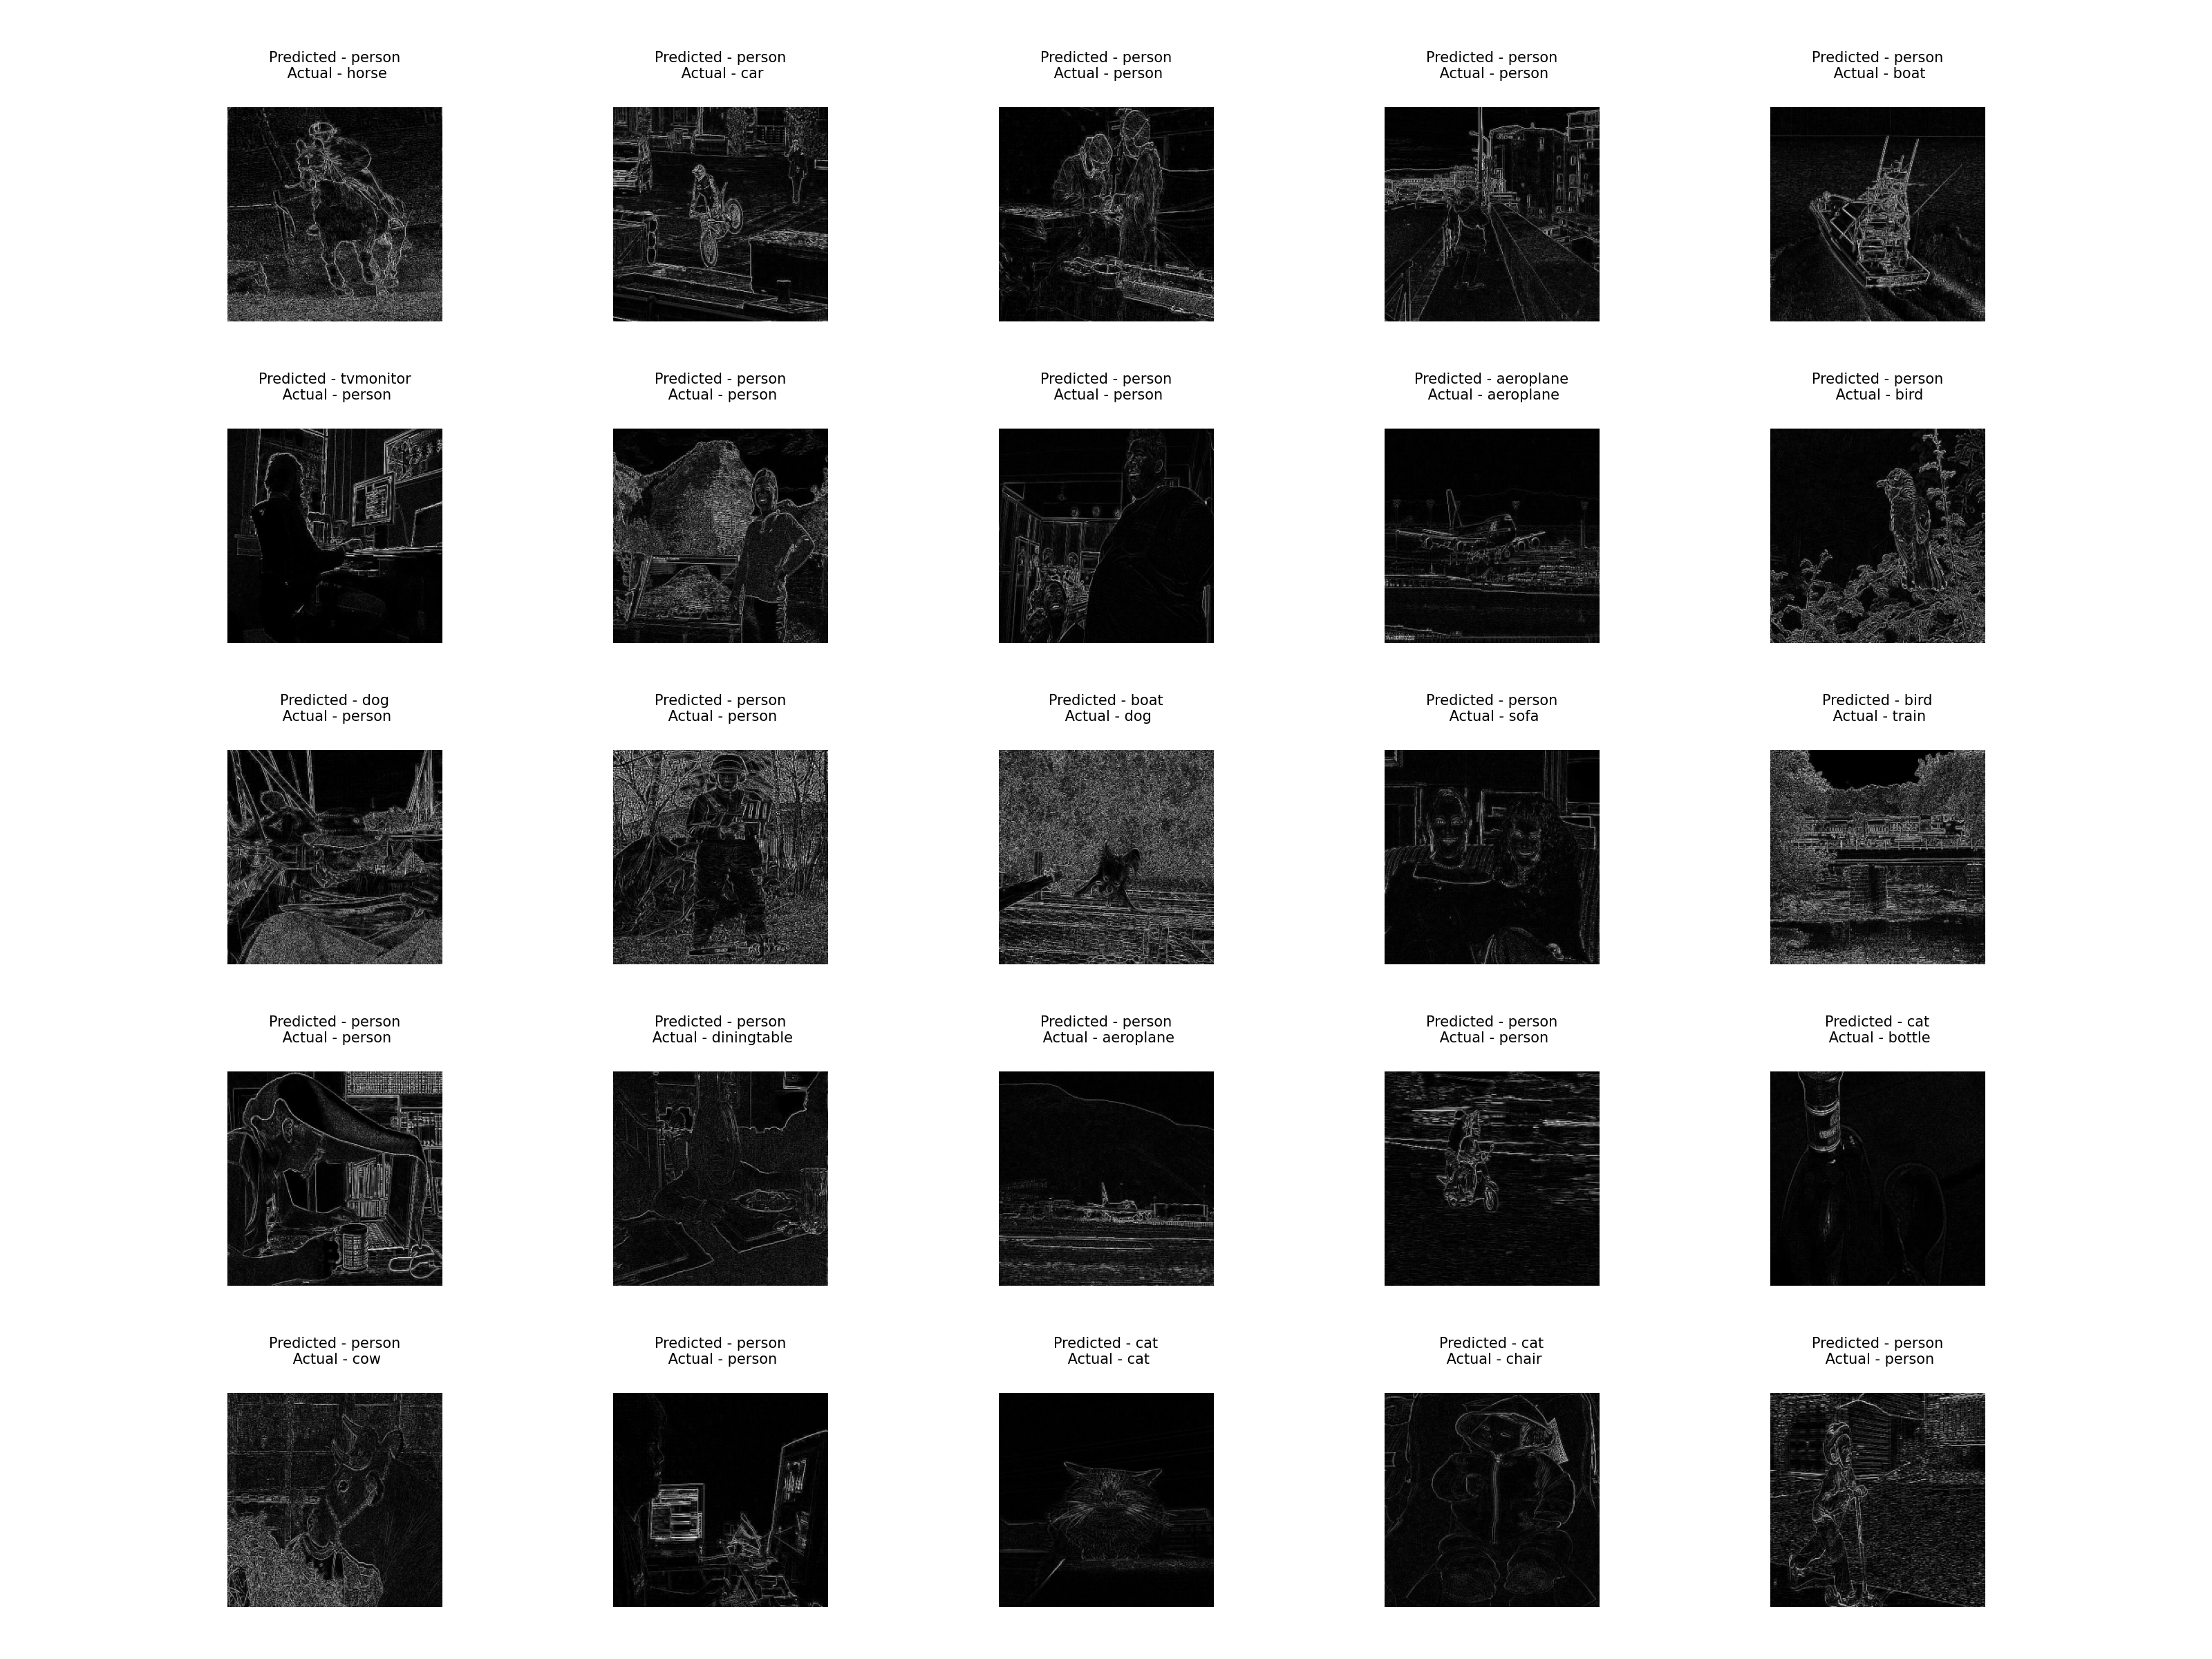 Predicted - person
Actual - horse
Predicted - person
Actual - car
Predicted - person
Actual - person
Predicted - person
Actual - person
Predicted - person
Actual - boat
Predicted - tvmonitor
Actual - person
Predicted - person
Actual - person
Predicted - person
Actual - person
Predicted - aeroplane
Actual - aeroplane
Predicted - person
Actual - bird
Predicted - dog
Actual - person
Predicted - person
Actual - person
Predicted - boat
Actual - dog
Predicted - person
Actual - sofa
Predicted - bird
Actual - train
Predicted - person
Actual - person
Predicted - person
Actual - diningtable
Predicted - person
Actual - aeroplane
Predicted - person
Actual - person
Predicted - cat
Actual - bottle
Predicted - person
Actual - cow
Predicted - person
Actual - person
Predicted - cat
Actual - cat
Predicted - cat
Actual - chair
Predicted - person
Actual - person